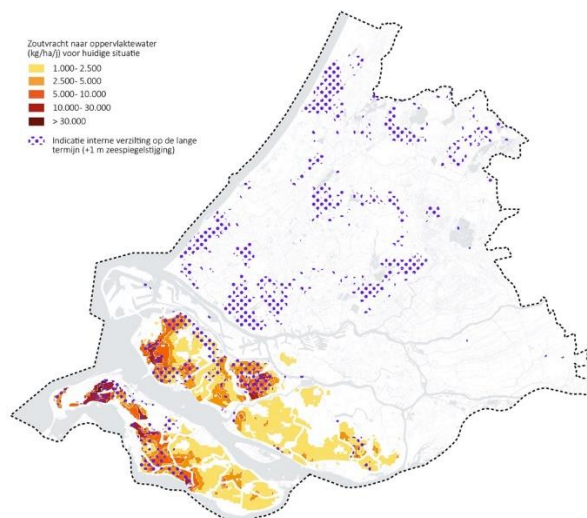 Zoutvracht naar oppervlaktewater
(kg/ha/j) voor huidige situatie
1.000- 2.500
2.500- 5.000
5.000- 10.000
10.000- 30.000
> 30.000
Indicatie interne verzilting op de lange
termijn (+1 m zeespiegelstijging)